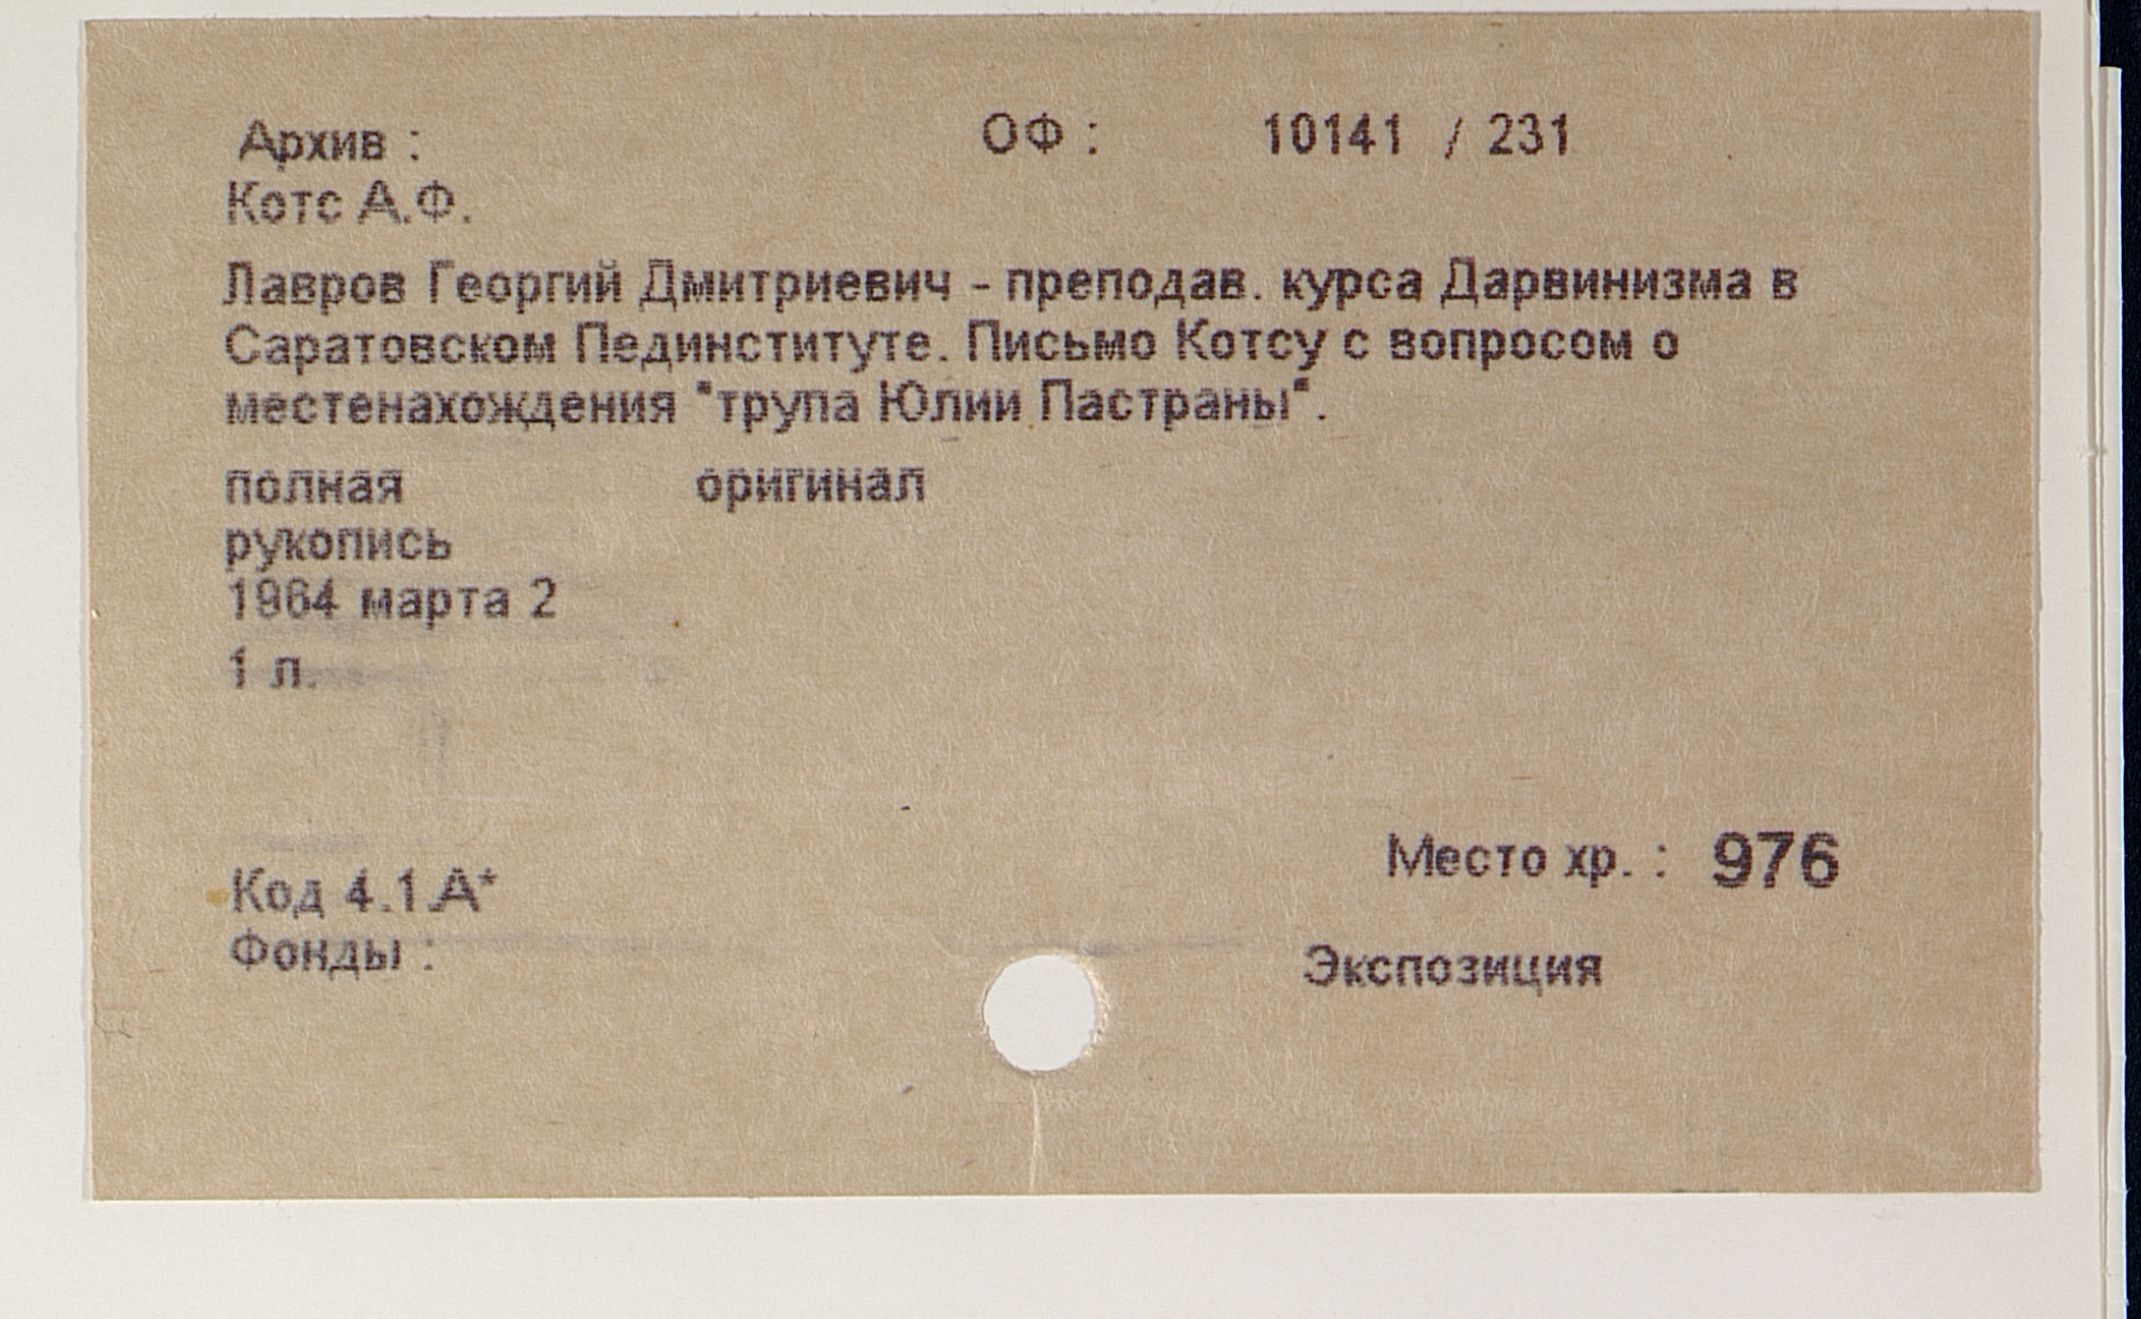 Архив : ОФ : 10141 / 231
Котс А.Ф.
Лавров Георгий Дмитриевич - преподав. курса Дарвинизма в
Саратовском Пединституте. Письмо Котсу с вопросом о
местенахождения "трупа Юлии Пастраны".
полная оригинал
рукопись
1964 марта 2
1 л.
Место хр. : 976
Код 4.1.А*
Фонды : Экспозиция